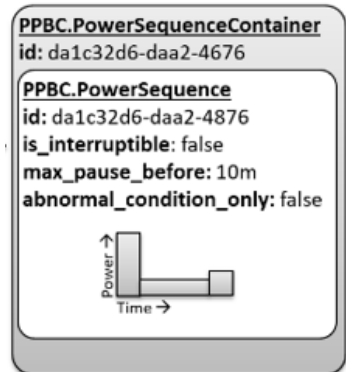 PPBC.PowerSequenceContainer
id: da1c32d6-daa2-4676
PPBC.PowerSequence
id: da1c32d6-daa2-4876
is_interruptible: false
max_pause_before: 10m
abnormal_condition_only: false
Power →
Time →